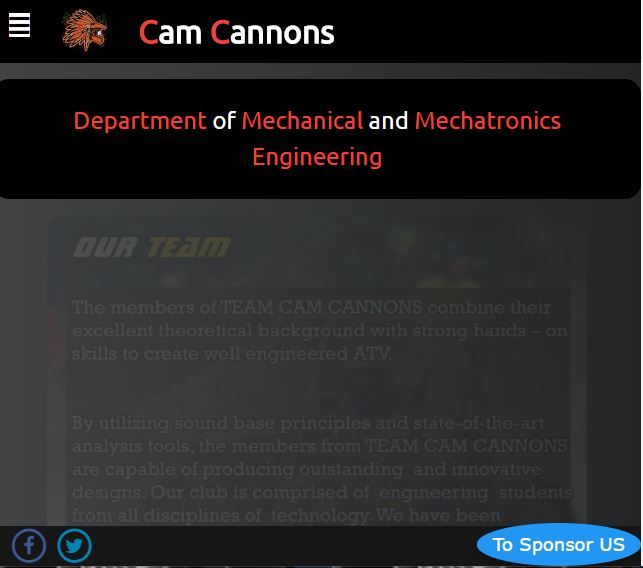 Cam Cannons
Department of Mechanical and Mechatronics
Engineering
OUR TEAM
The members of TEAM CAM CANNONS combine their
excellent theoretical background with strong hands – on
skills to create well engineered ATV.
By utilizing sound base principles and state-of-the-art
analysis tools, the members from TEAM CAM CANNONS
are capable of producing outstanding and innovative
designs. Our club is comprised of engineering students
from all disciplines of technology. We have been
To Sponsor US